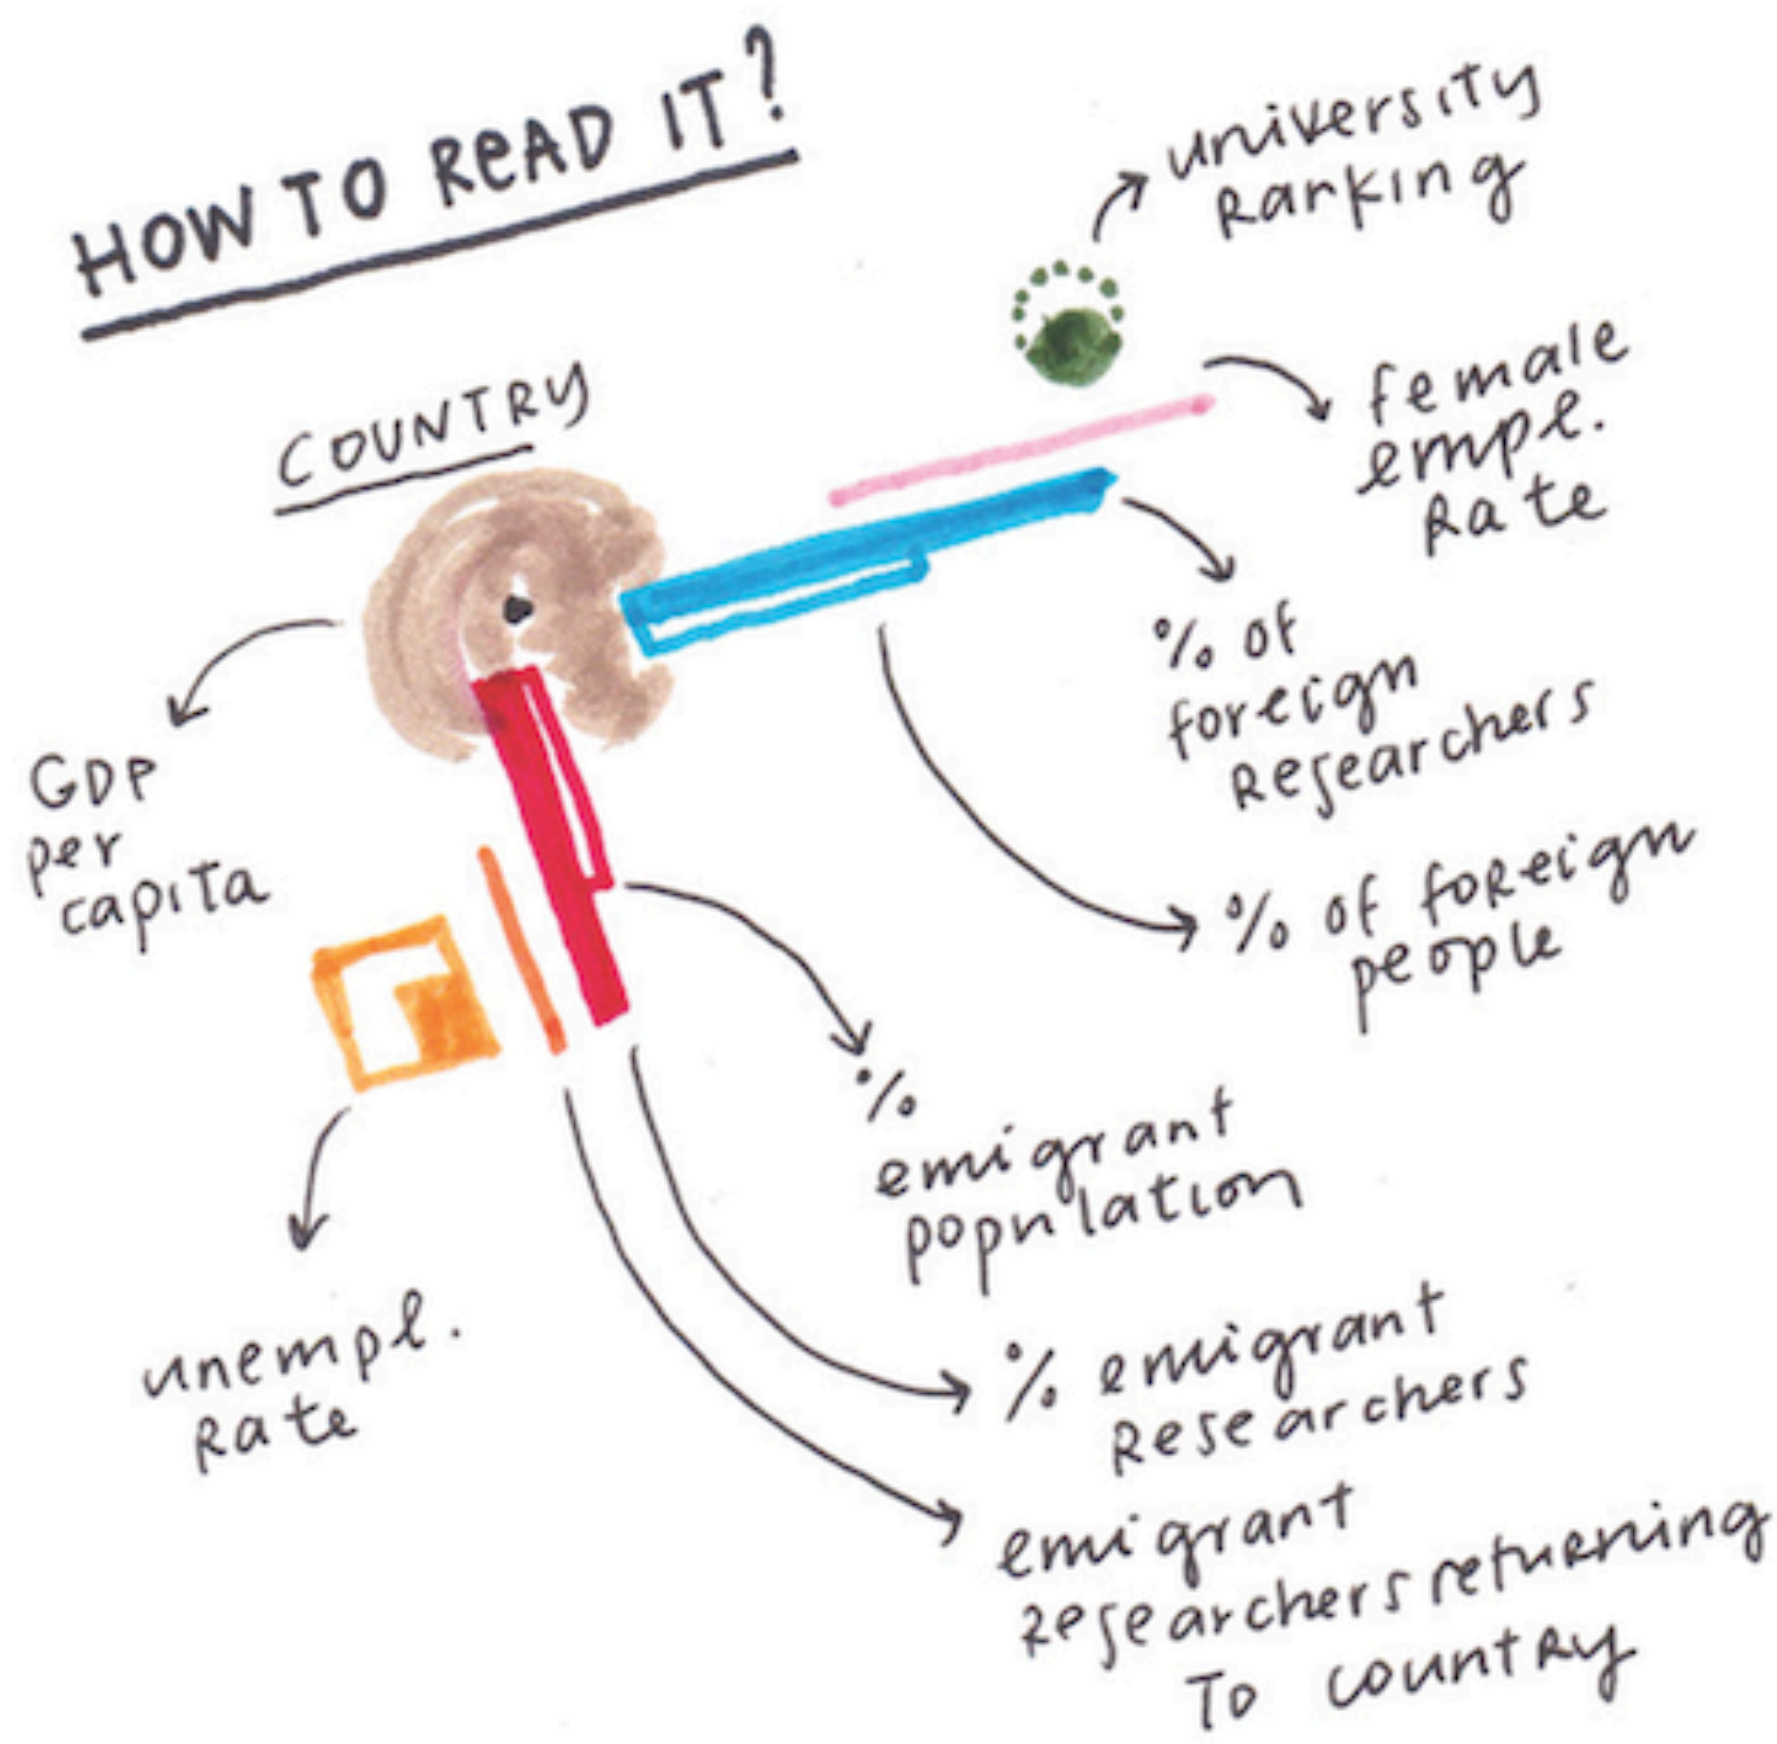 HOW TO READ IT?
COUNTRY
university
Ranking
female
empl.
Rate
% of
foreign
Researchers
% of foreign
people
GDP
per
capita
%
emigrant
population
unempl.
Rate
% emigrant
Researchers
emigrant
researchers returning
To country